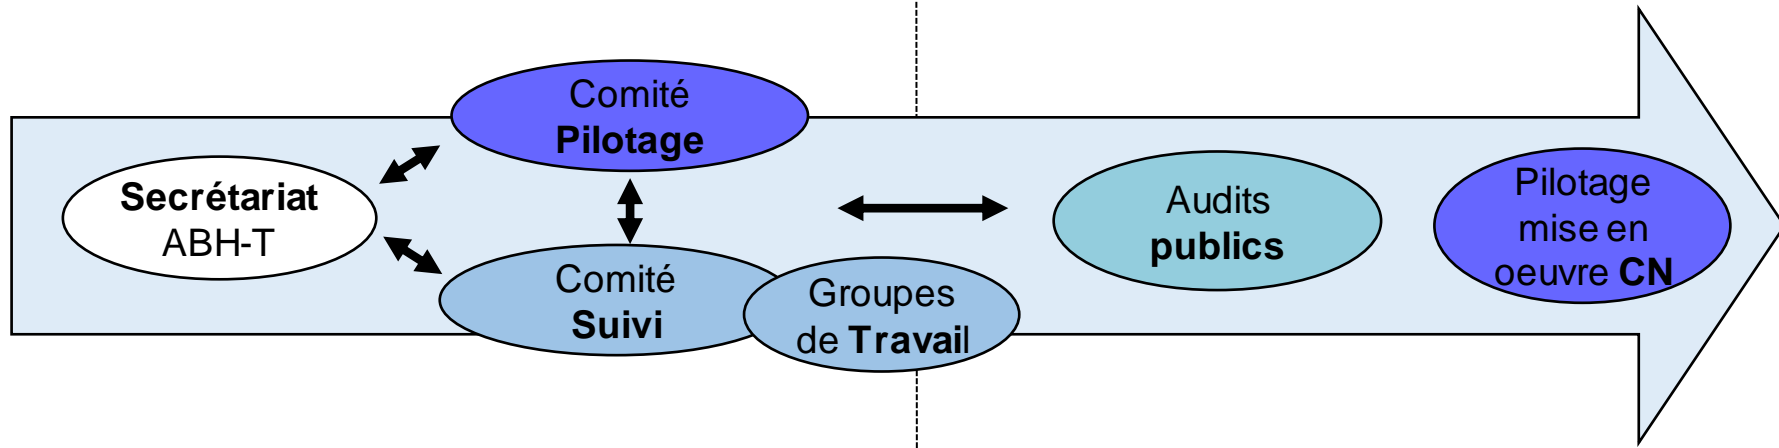 Secrétariat
ABH-T
Comité
Pilotage
Comité
Suivi
Groupes
de Travail
Audits
publics
Pilotage
mise en
oeuvre CN